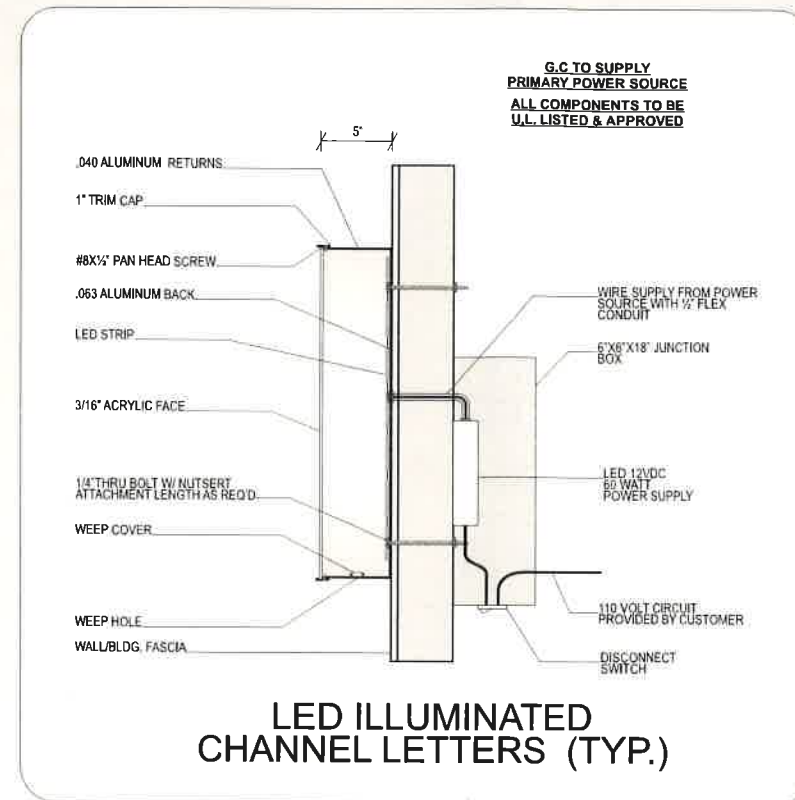 G.C TO SUPPLY
PRIMARY POWER SOURCE
ALL COMPONENTS TO BE
U.L. LISTED & APPROVED
5"
.040 ALUMINUM RETURNS
1" TRIM CAP
#8X½" PAN HEAD SCREW
.063 ALUMINUM BACK
LED STRIP
3/16" ACRYLIC FACE
1/4"THRU BOLT W/ NUTSERT
ATTACHMENT LENGTH AS REQ'D
WEEP COVER
WEEP HOLE
WALL/BLDG. FASCIA
WIRE SUPPLY FROM POWER
SOURCE WITH ½" FLEX
CONDUIT
6"X6"X18" JUNCTION
BOX
LED 12VDC
60 WATT
POWER SUPPLY
110 VOLT CIRCUIT
PROVIDED BY CUSTOMER
DISCONNECT
SWITCH
LED ILLUMINATED
CHANNEL LETTERS (TYP.)